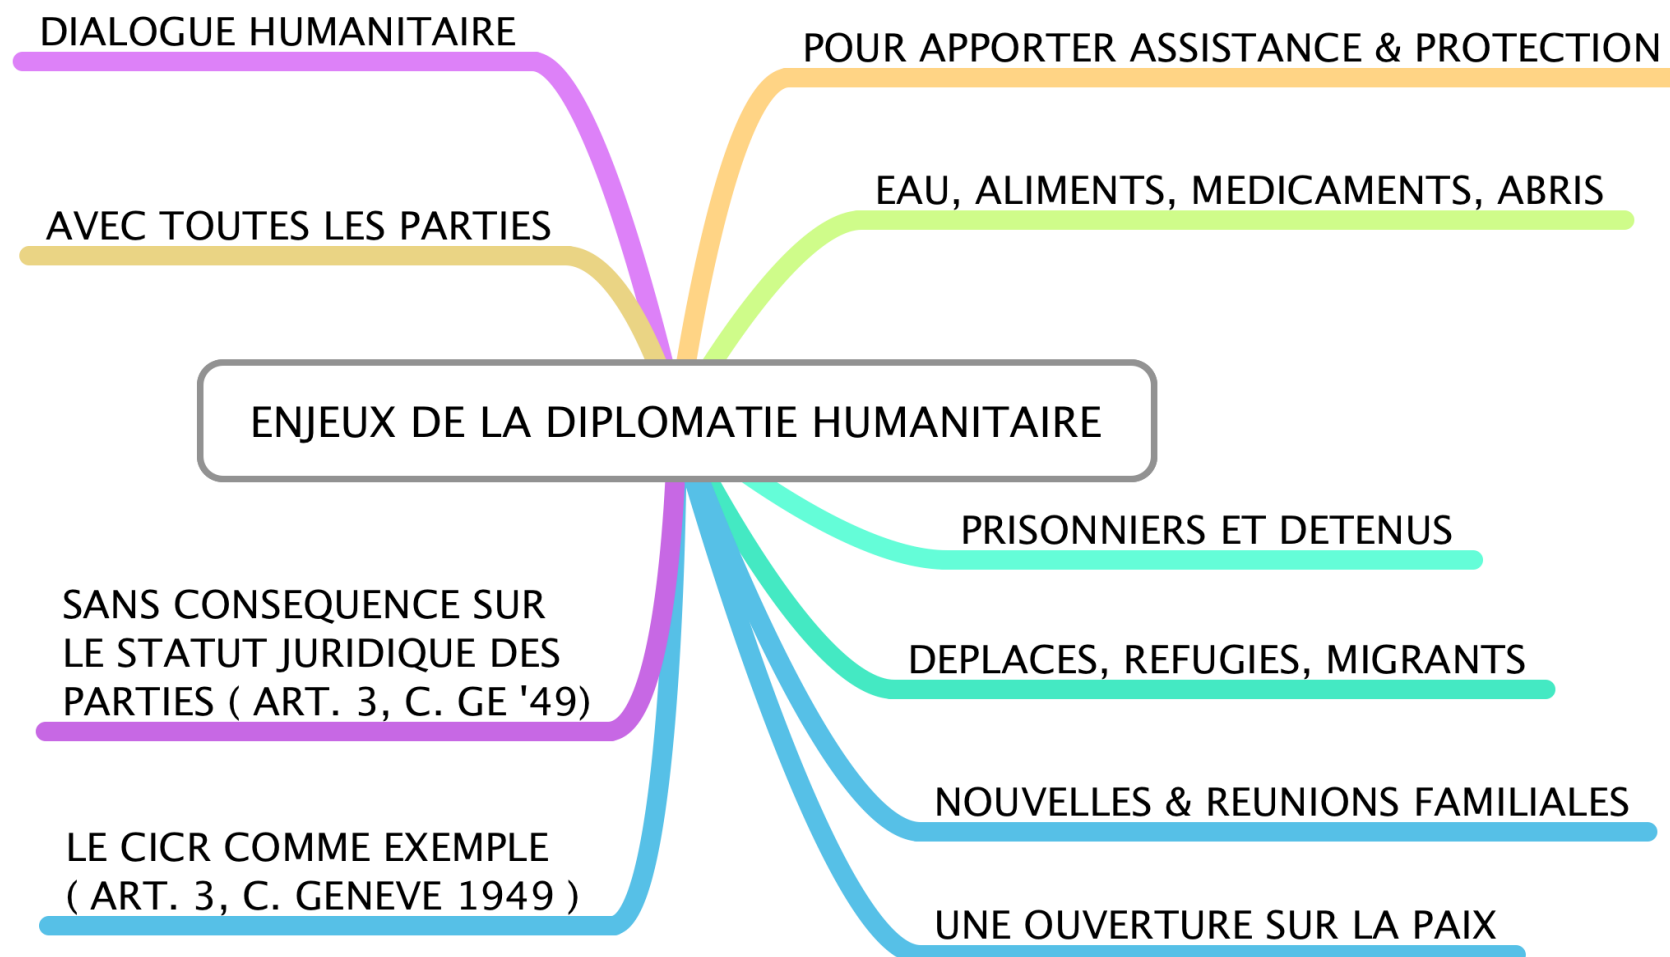 DIALOGUE HUMANITAIRE
POUR APPORTER ASSISTANCE & PROTECTION
AVEC TOUTES LES PARTIES
EAU, ALIMENTS, MEDICAMENTS, ABRIS
ENJEUX DE LA DIPLOMATIE HUMANITAIRE
SANS CONSEQUENCE SUR
LE STATUT JURIDIQUE DES
PARTIES ( ART. 3, C. GE '49)
LE CICR COMME EXEMPLE
( ART. 3, C. GENEVE 1949 )
PRISONNIERS ET DETENUS
DEPLACES, REFUGIES, MIGRANTS
NOUVELLES & REUNIONS FAMILIALES
UNE OUVERTURE SUR LA PAIX